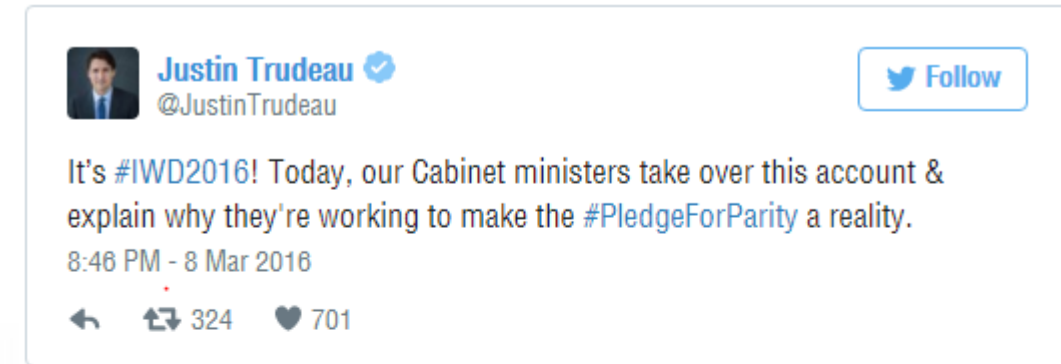 Justin Trudeau
@JustinTrudeau
Follow
It's #IWD2016! Today, our Cabinet ministers take over this account &
explain why they're working to make the #PledgeForParity a reality.
8:46 PM - 8 Mar 2016
324 701